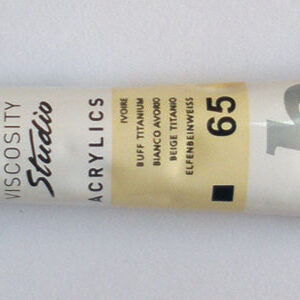 VISCOSITY
Studio
ACRYLICS
IVOIRE
BUFF TITANIUM
BIANCO AVORIO
BEIGE TITANIO
ELFENBEINWEISS
65